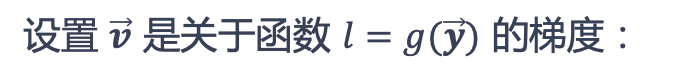 设置 $\vec{v}$ 是关于函数 $l = g(\vec{y})$ 的梯度：